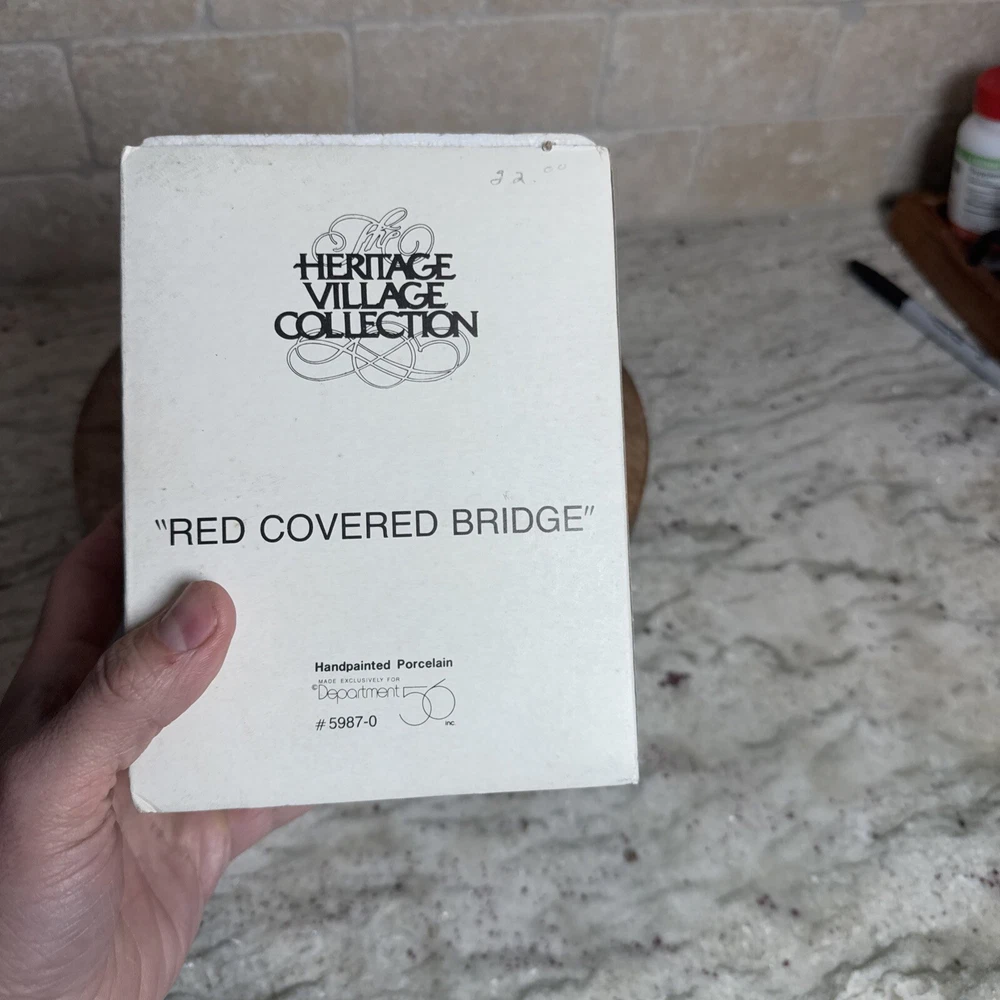 22.00
The
HERITAGE
VILLAGE
COLLECTION
"RED COVERED BRIDGE"
Handpainted Porcelain
MADE EXCLUSIVELY FOR
©Department 56
inc.
#5987-0